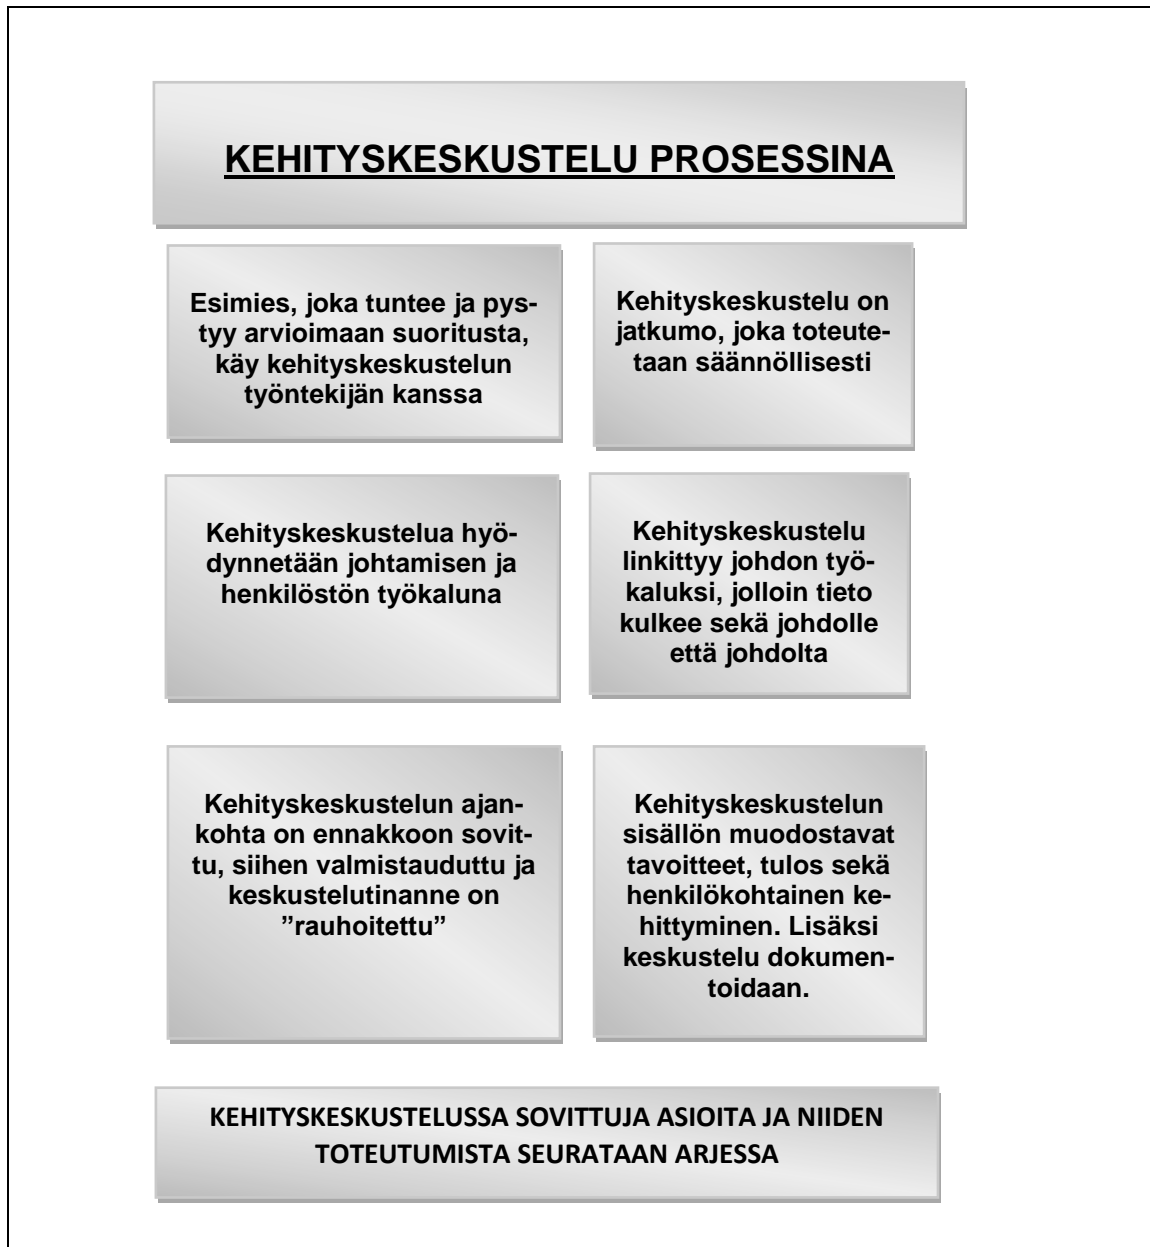 KEHITYSKESKUSTELU PROSESSINA
Esimies, joka tuntee ja pys-
tyy arvioimaan suoritusta,
käy kehityskeskustelun
työntekijän kanssa
Kehityskeskustelu on
jatkumo, joka toteute-
taan säännöllisesti
Kehityskeskustelua hyö-
dynnetään johtamisen ja
henkilöstön työkaluna
Kehityskeskustelu
linkittyy johdon työ-
kaluksi, jolloin tieto
kulkee sekä johdolle
että johdolta
Kehityskeskustelun ajan-
kohta on ennakkoon sovit-
tu, siihen valmistauduttu ja
keskustelutinanne on
”rauhoitettu”
Kehityskeskustelun
sisällön muodostavat
tavoitteet, tulos sekä
henkilökohtainen ke-
hittyminen. Lisäksi
keskustelu dokumen-
toidaan.
KEHITYSKESKUSTELUSSA SOVITTUJA ASIOITA JA NIIDEN
TOTEUTUMISTA SEURATAAN ARJESSA